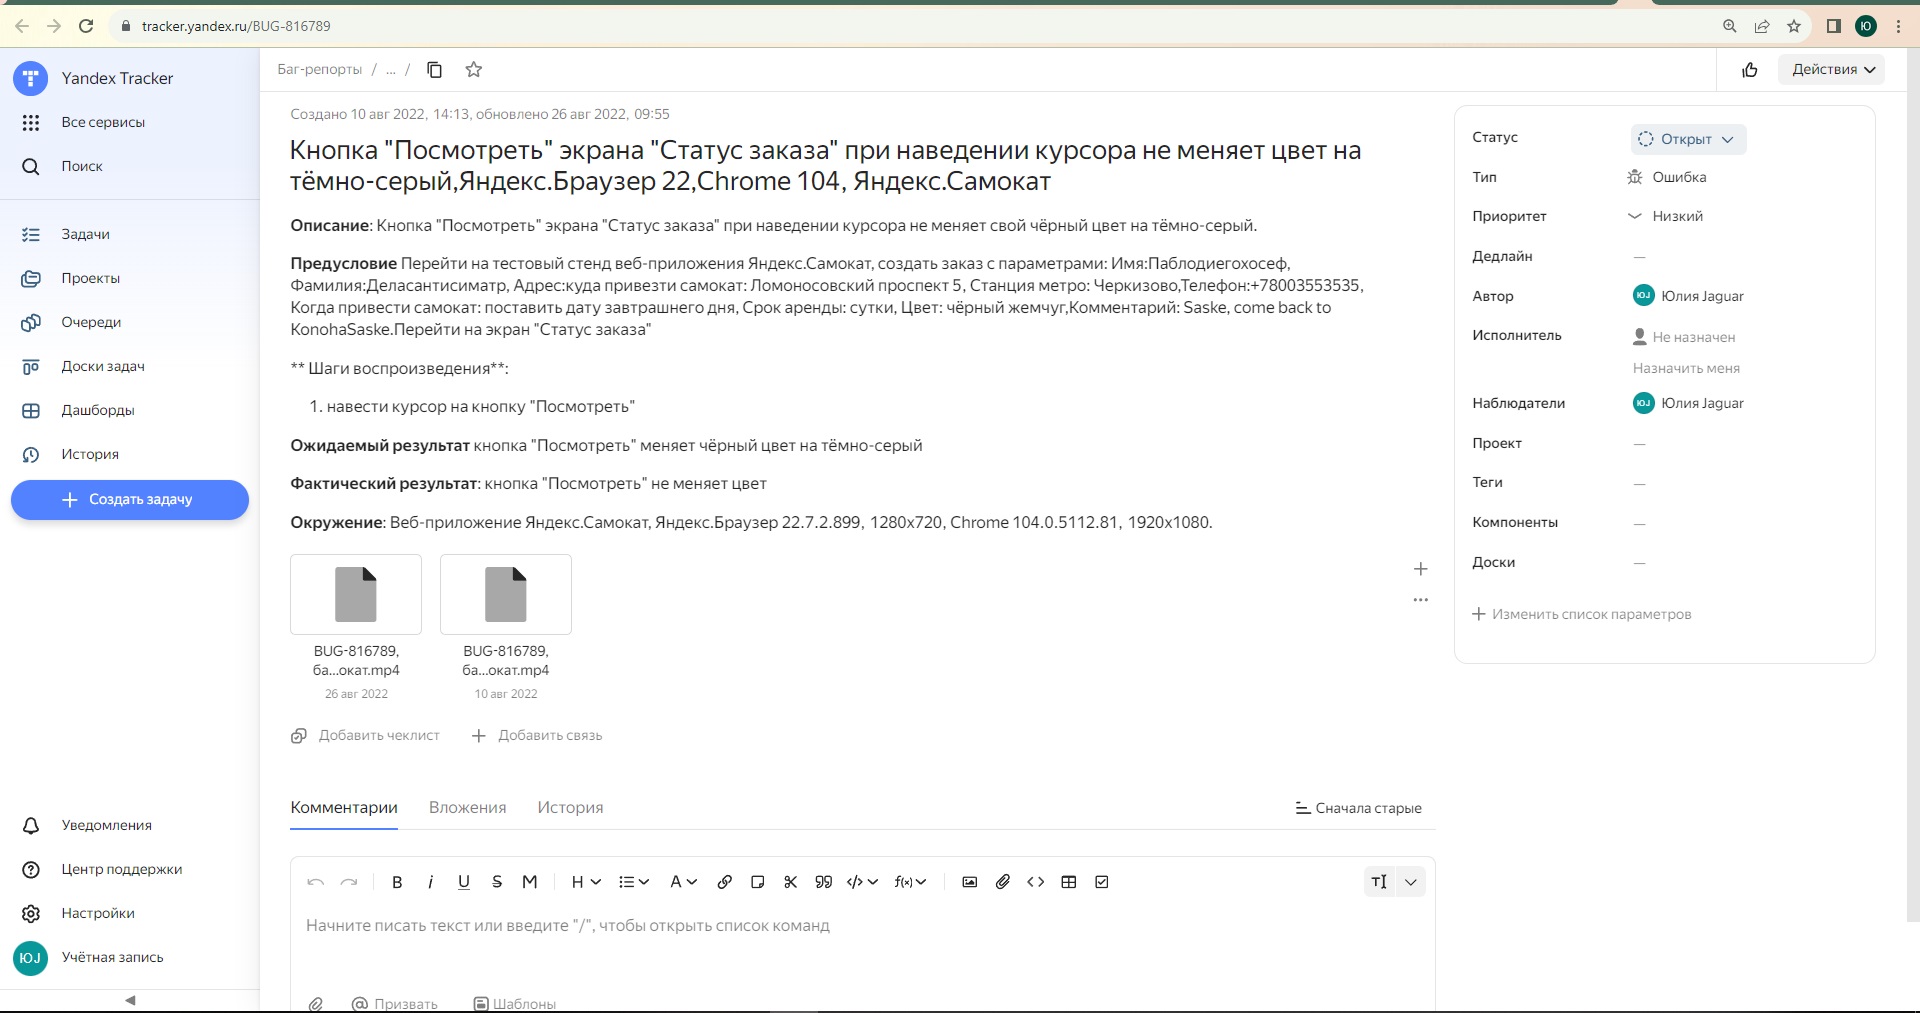 tracker.yandex.ru/BUG-816789
Ю
Yandex Tracker
Все сервисы
Поиск
Задачи
Проекты
Очереди
Доски задач
Дашборды
История
Создать задачу
Уведомления
Центр поддержки
Настройки
ЮJ Учётная запись
Баг-репорты / ... /
Действия
Создано 10 авг 2022, 14:13, обновлено 26 авг 2022, 09:55
Кнопка "Посмотреть" экрана "Статус заказа" при наведении курсора не меняет цвет на
тёмно-серый,Яндекс.Браузер 22,Chrome 104, Яндекс.Самокат
Описание: Кнопка "Посмотреть" экрана "Статус заказа" при наведении курсора не меняет свой чёрный цвет на тёмно-серый.
Предусловие Перейти на тестовый стенд веб-приложения Яндекс.Самокат, создать заказ с параметрами: Имя:Паблодиегохосеф,
Фамилия:Деласантисиматр, Адрес:куда привезти самокат: Ломоносовский проспект 5, Станция метро: Черкизово,Телефон:+78003553535,
Когда привести самокат: поставить дату завтрашнего дня, Срок аренды: сутки, Цвет: чёрный жемчуг,Комментарий: Saske, come back to
KonohaSaske.Перейти на экран "Статус заказа"
** Шаги воспроизведения**:
1. навести курсор на кнопку "Посмотреть"
Ожидаемый результат кнопка "Посмотреть" меняет чёрный цвет на тёмно-серый
Фактический результат: кнопка "Посмотреть" не меняет цвет
Окружение: Веб-приложение Яндекс.Самокат, Яндекс.Браузер 22.7.2.899, 1280x720, Chrome 104.0.5112.81, 1920x1080.
BUG-816789,
ба...окат.mp4
26 авг 2022
BUG-816789,
ба...окат.mp4
10 авг 2022
Добавить чеклист
Добавить связь
Комментарии
Вложения
История
Сначала старые
B i U S M H A </> f(x) <> TI
Начните писать текст или введите "/", чтобы открыть список команд
@ Призвать
Шаблоны
Статус Открыт
Тип Ошибка
Приоритет Низкий
Дедлайн —
Автор ЮJ Юлия Jaguar
Исполнитель Не назначен
Назначить меня
Наблюдатели ЮJ Юлия Jaguar
Проект —
Теги —
Компоненты —
Доски —
+ Изменить список параметров